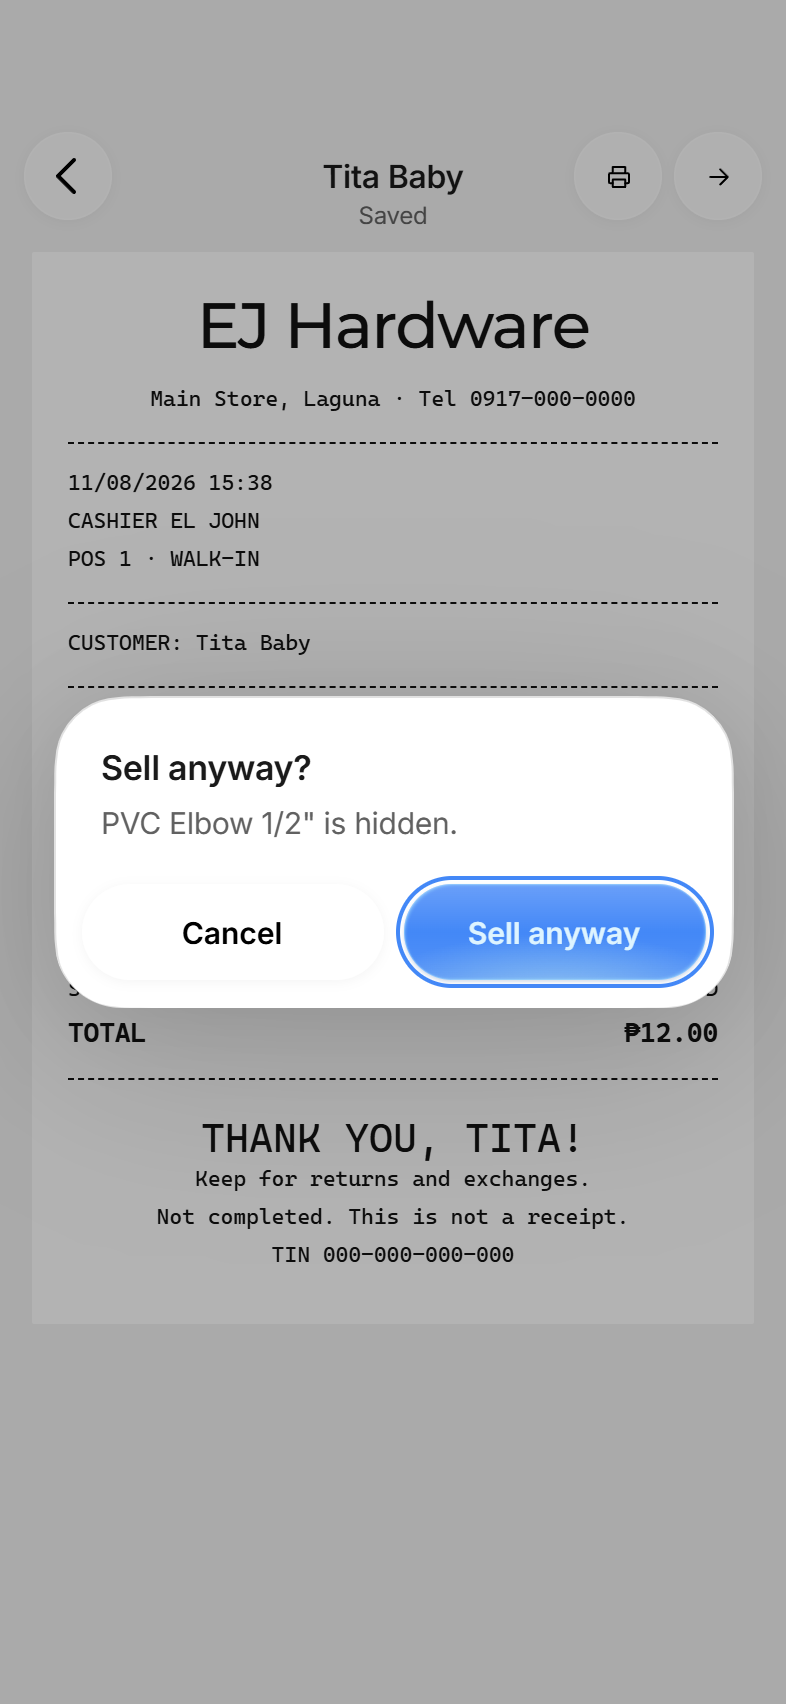 Tita Baby
Saved
EJ Hardware
Main Store, Laguna · Tel 0917-000-0000
11/08/2026 15:38
CASHIER EL JOHN
POS 1 · WALK-IN
CUSTOMER: Tita Baby
Sell anyway?
PVC Elbow 1/2" is hidden.
Cancel
Sell anyway
TOTAL ₱12.00
THANK YOU, TITA!
Keep for returns and exchanges.
Not completed. This is not a receipt.
TIN 000-000-000-000